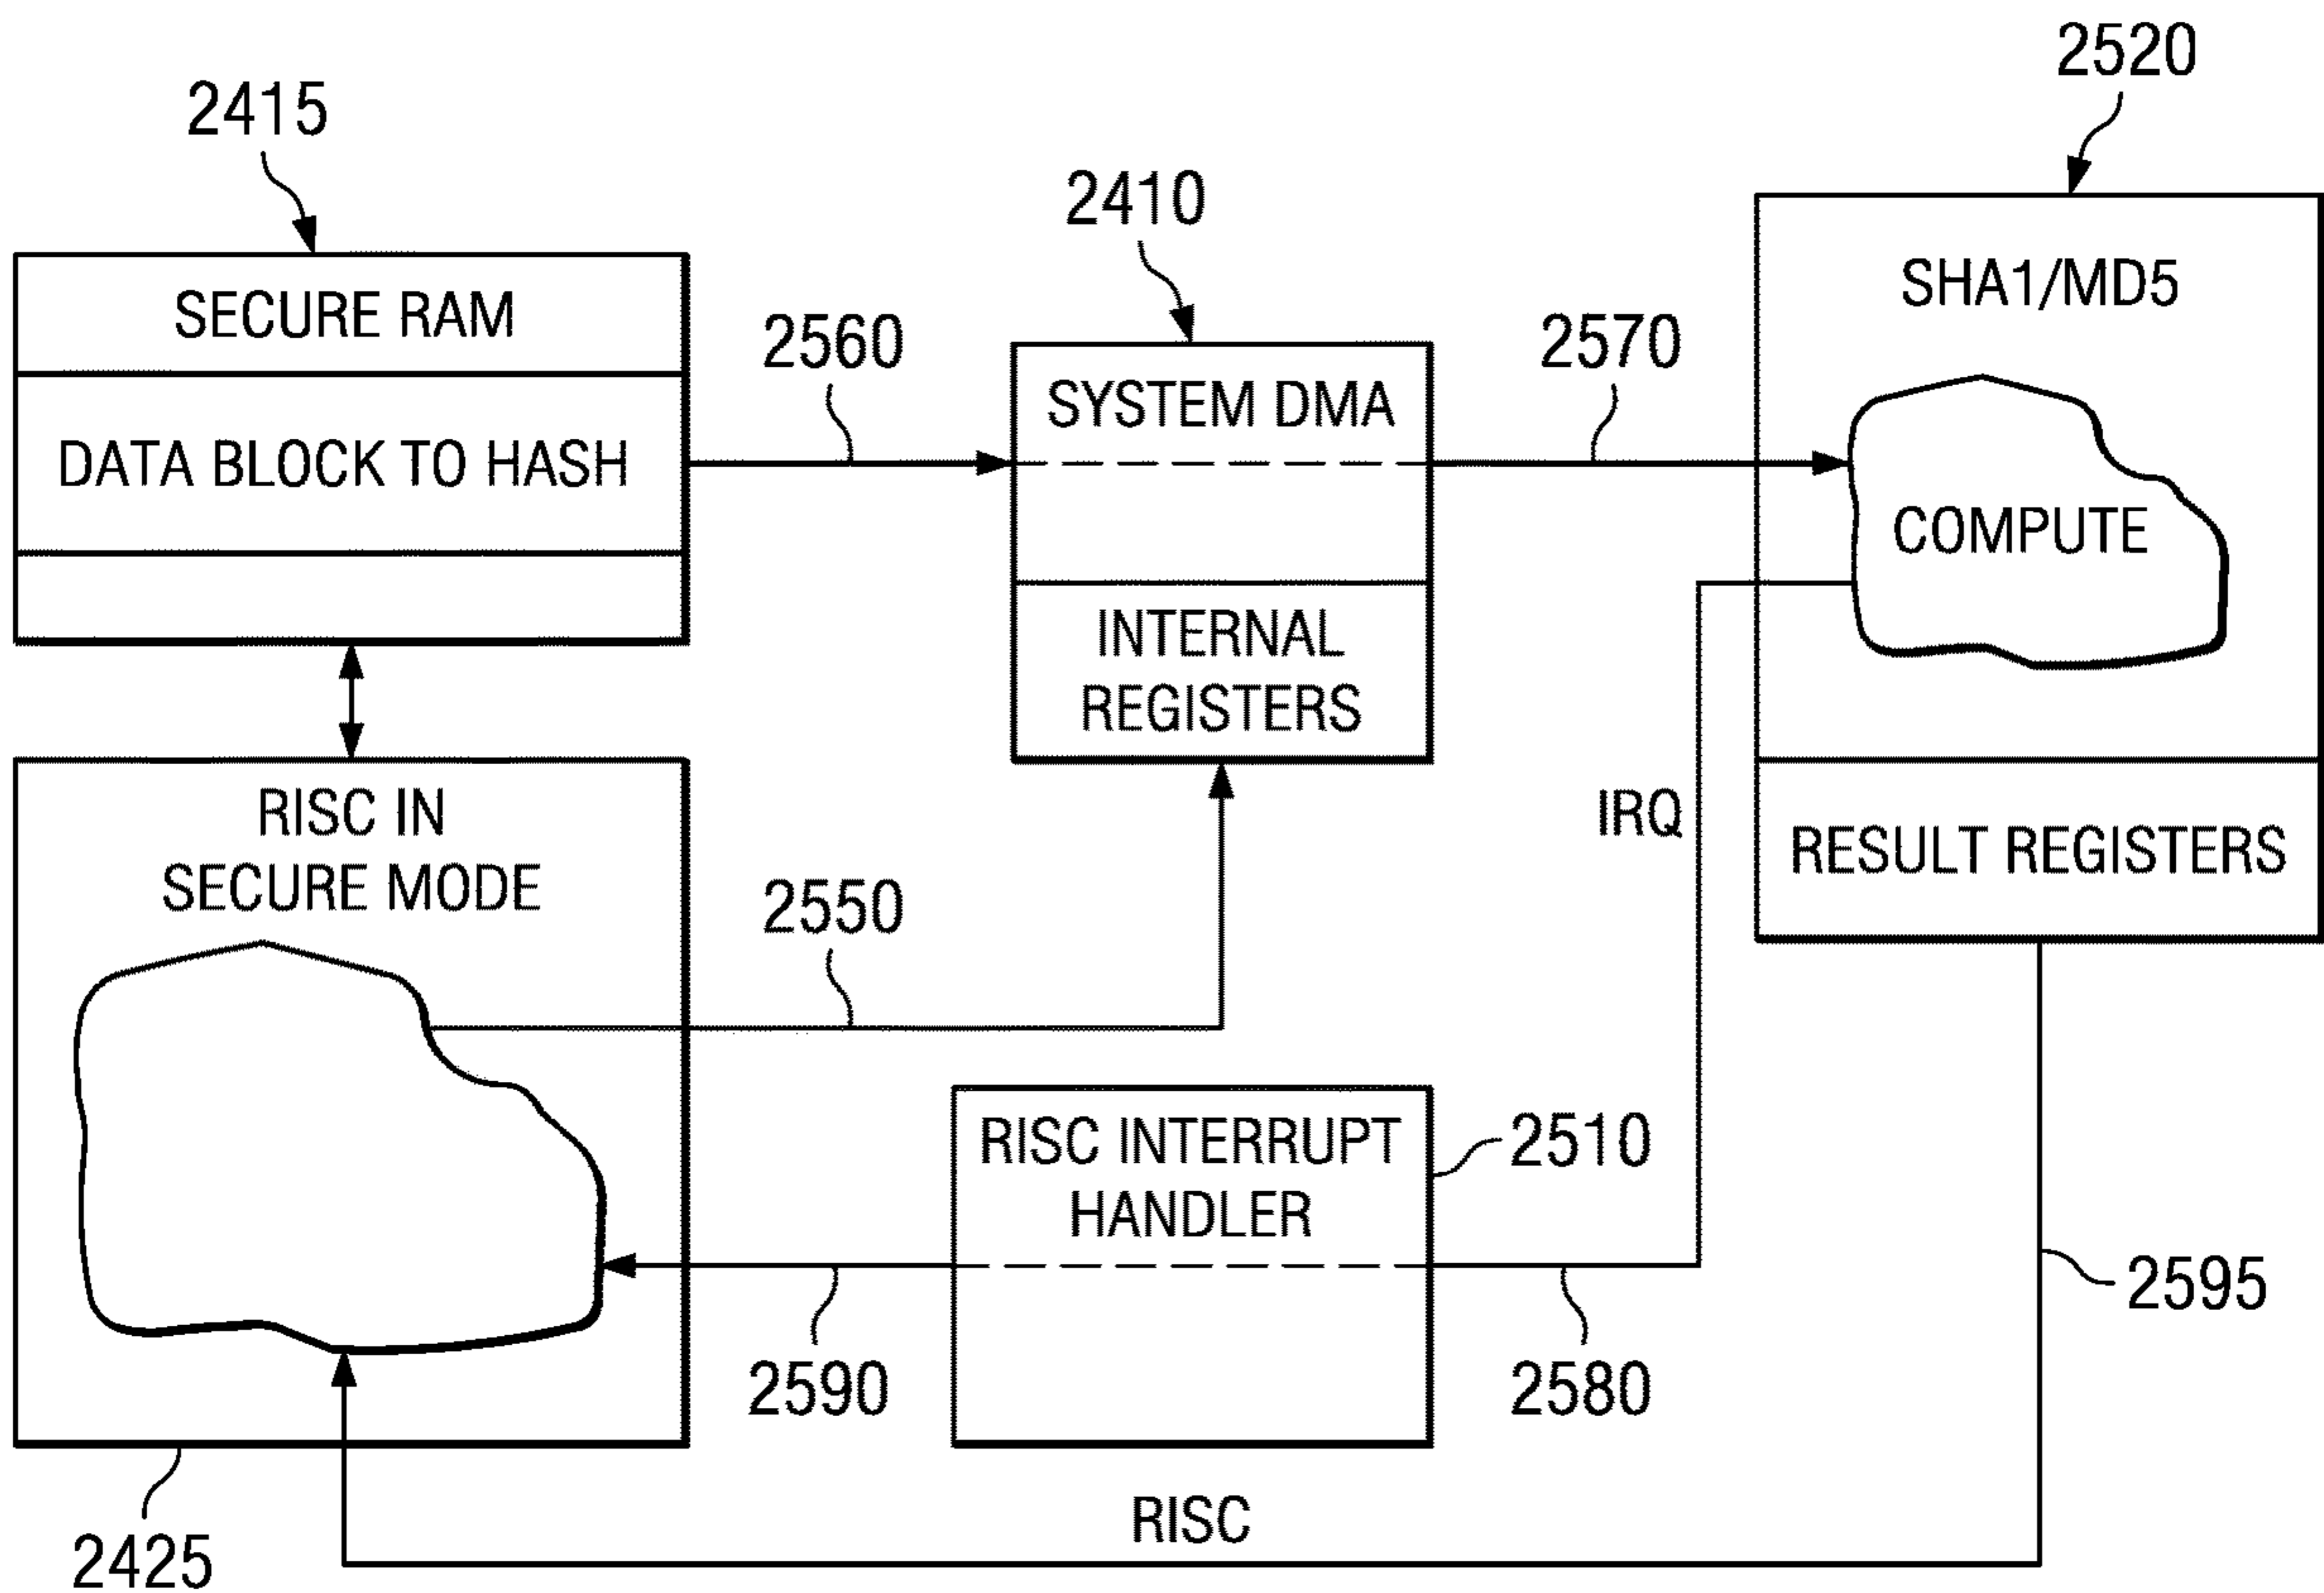 2520
2415
2410
SECURE RAM
SHA1/MD5
2560
2570
SYSTEM DMA
DATA BLOCK TO HASH
COMPUTE
INTERNAL
REGISTERS
RISC IN
SECURE MODE
IRQ
RESULT REGISTERS
2550
RISC INTERRUPT
HANDLER
2510
2595
2590
2580
RISC
2425